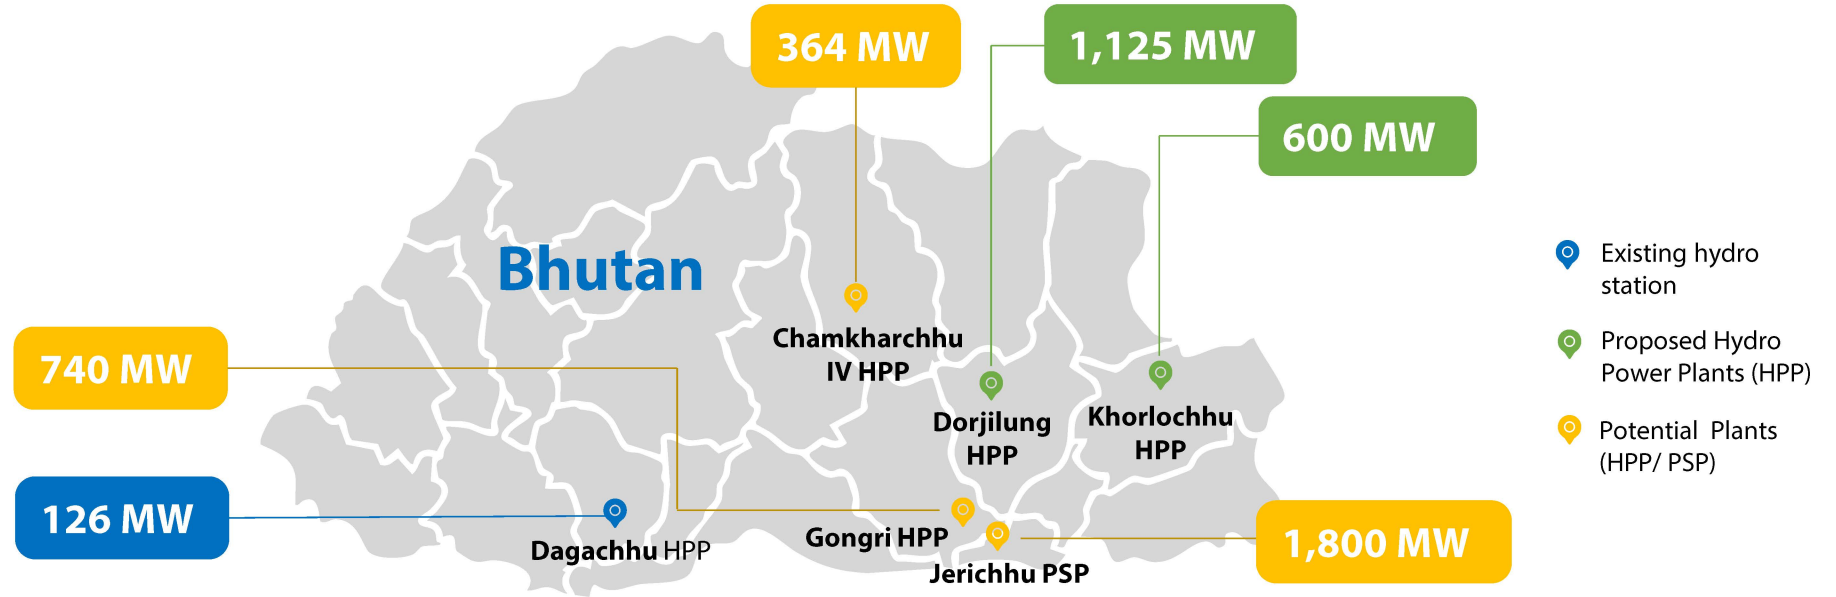 364 MW
1,125 MW
600 MW
Bhutan
Existing hydro
station
Chamkharchhu
IV HPP
740 MW
Proposed Hydro
Power Plants (HPP)
Dorjilung
HPP
Khorlochhu
HPP
Potential Plants
(HPP/ PSP)
126 MW
Dagachhu HPP
Gongri HPP
Jerichhu PSP
1,800 MW